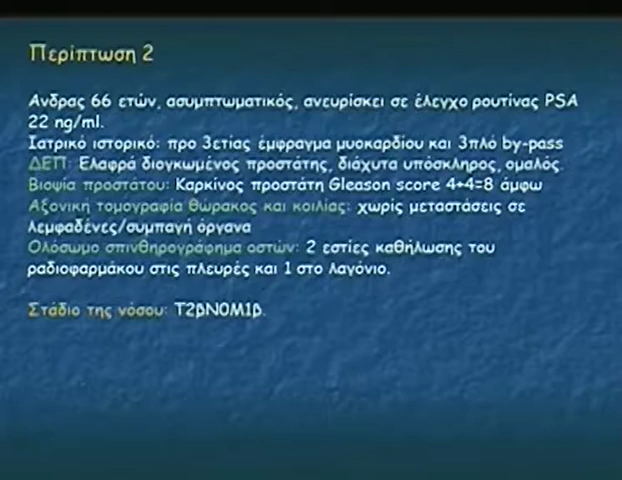 Περίπτωση 2
Ανδρας 66 ετών, ασυμπτωματικός, ανευρίσκει σε έλεγχο ρουτίνας PSA
22 ng/ml.
Ιατρικό ιστορικό: προ 3ετίας έμφραγμα μυοκαρδίου και 3πλό by-pass
ΔΕΠ: Ελαφρά διογκωμένος προστάτης, διάχυτα υπόσκληρος, ομαλός.
Βιοψία προστάτου: Καρκίνος προστάτη Gleason score 4+4=8 άμφω
Αξονική τομογραφία θώρακος και κοιλίας: χωρίς μεταστάσεις σε
λεμφαδένες/συμπαγή όργανα
Ολόσωμο σπινθηρογράφημα οστών: 2 εστίες καθήλωσης του
ραδιοφαρμάκου στις πλευρές και 1 στο λαγόνιο.
Στάδιο της νόσου: Τ2βΝ0Μ1β.